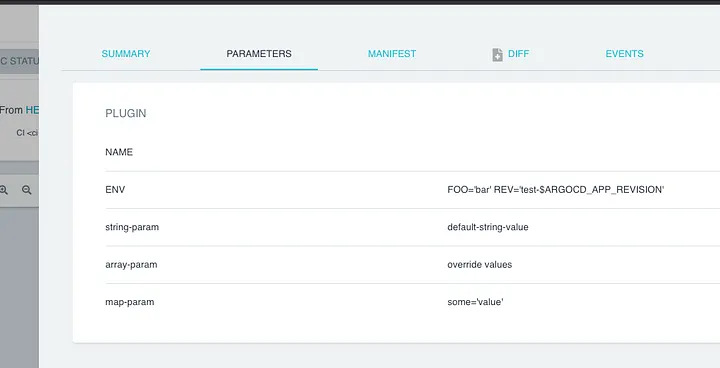 SUMMARY PARAMETERS MANIFEST DIFF EVENTS
C STATU
From HE
CI <ci
PLUGIN
NAME
ENV FOO='bar' REV='test-$ARGOCD_APP_REVISION'
string-param default-string-value
array-param override values
map-param some='value'